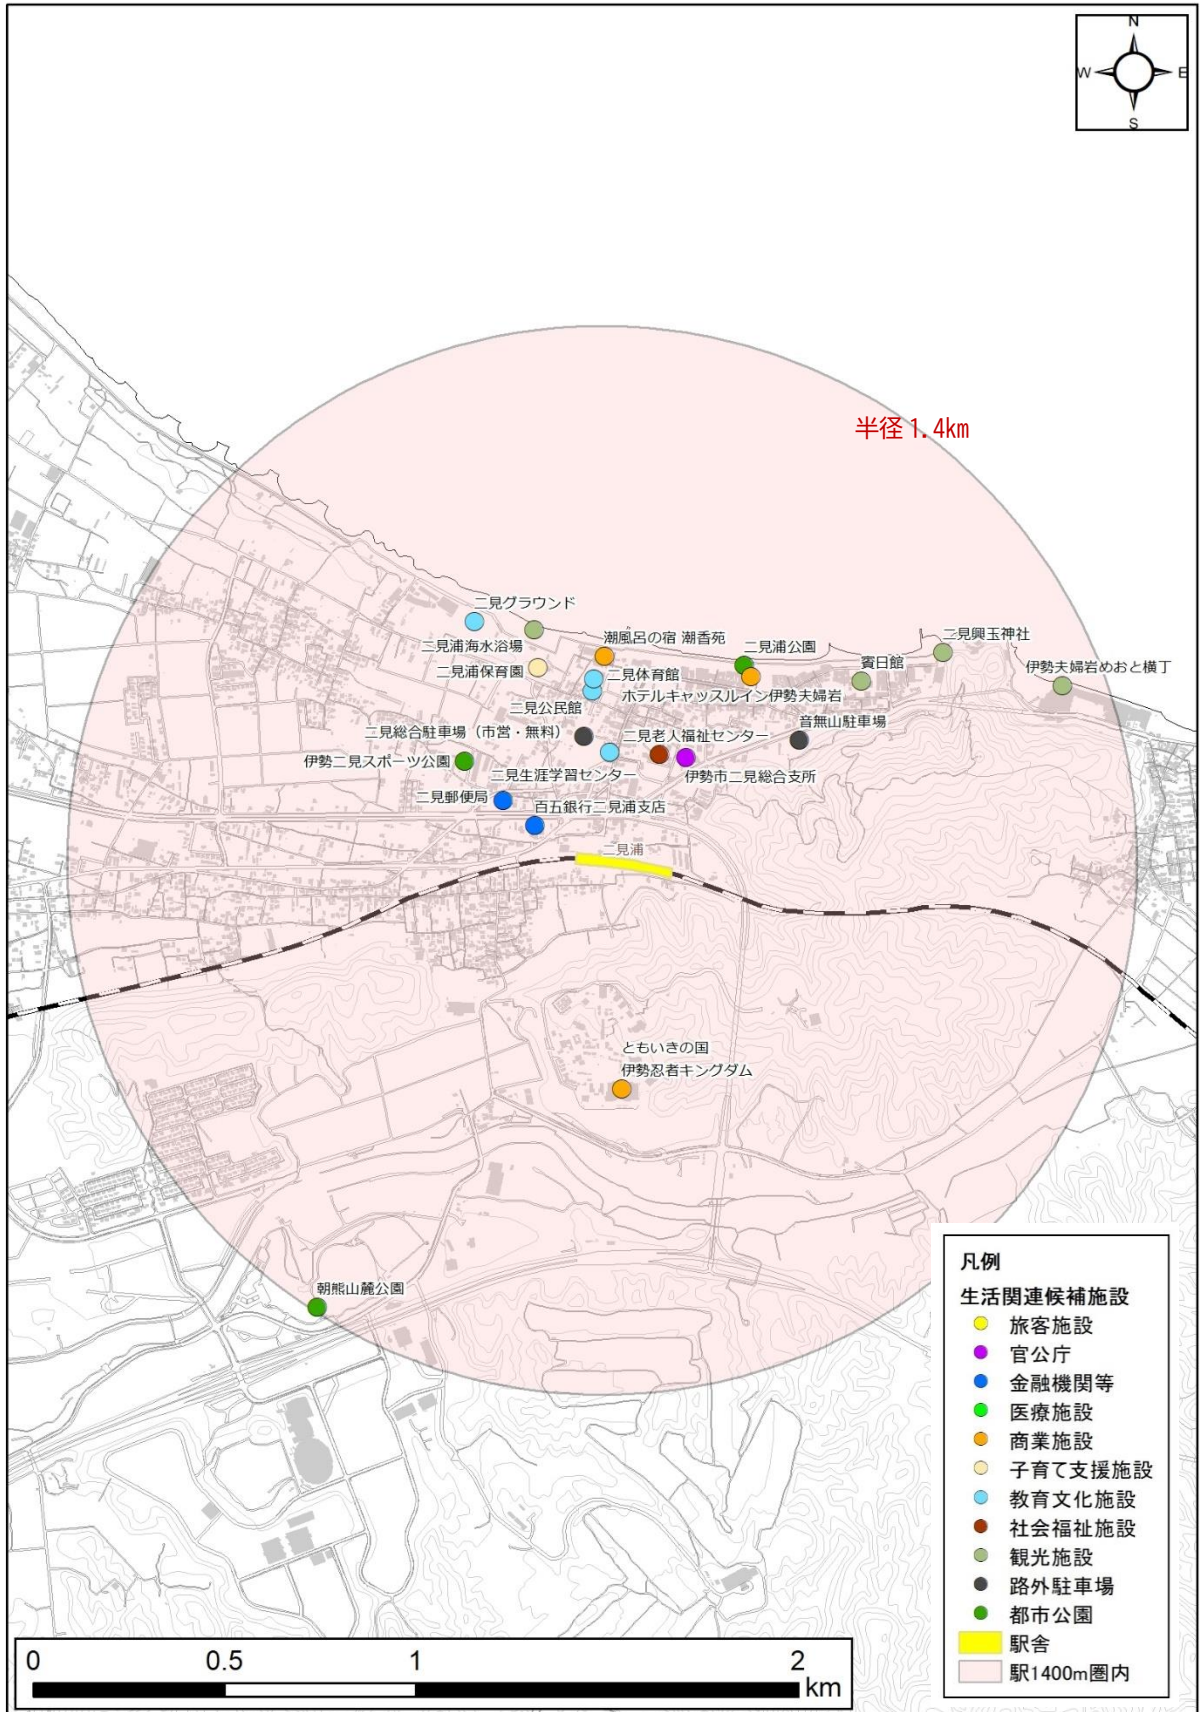 N
W E
S
半径1.4km
二見グラウンド
二見浦海水浴場
潮風呂の宿 潮香苑
二見浦公園
二見興玉神社
二見浦保育園
二見体育館
賓日館
伊勢夫婦岩めおと横丁
ホテルキャッスルイン伊勢夫婦岩
二見公民館
二見総合駐車場（市営・無料）
二見老人福祉センター
音無山駐車場
伊勢二見スポーツ公園
二見生涯学習センター
伊勢市二見総合支所
二見郵便局
百五銀行二見浦支店
二見浦
ともいきの国
伊勢忍者キングダム
朝熊山麓公園
凡例
生活関連候補施設
旅客施設
官公庁
金融機関等
医療施設
商業施設
子育て支援施設
教育文化施設
社会福祉施設
観光施設
路外駐車場
都市公園
駅舎
駅1400m圏内
0 0.5 1 2
km